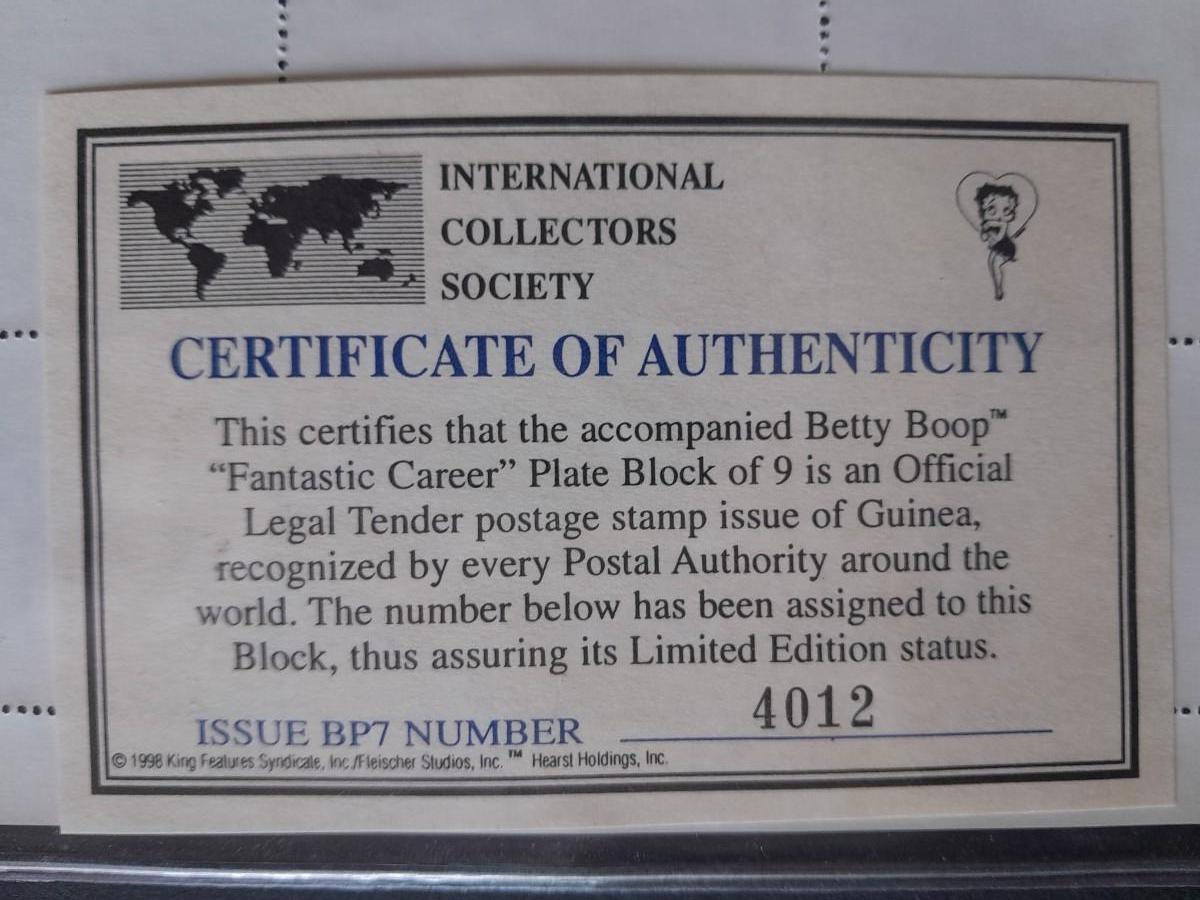 INTERNATIONAL
COLLECTORS
SOCIETY
CERTIFICATE OF AUTHENTICITY
This certifies that the accompanied Betty Boop™
“Fantastic Career” Plate Block of 9 is an Official
Legal Tender postage stamp issue of Guinea,
recognized by every Postal Authority around the
world. The number below has been assigned to this
Block, thus assuring its Limited Edition status.
ISSUE BP7 NUMBER 4012
© 1998 King Features Syndicate, Inc./Fleischer Studios, Inc. ™ Hearst Holdings, Inc.